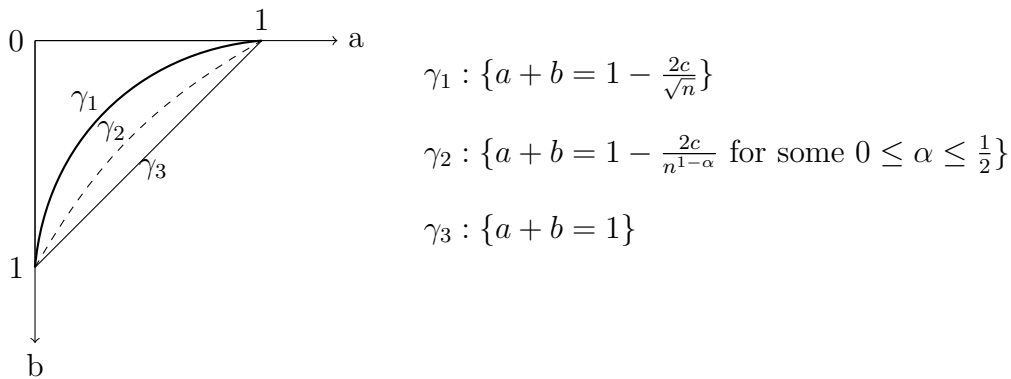 1
0 a
γ₁ : {a + b = 1 − 2c/√n}
γ₁
γ₂
γ₂ : {a + b = 1 − 2c/n^{1−α} for some 0 ≤ α ≤ 1/2}
γ₃
γ₃ : {a + b = 1}
1
b